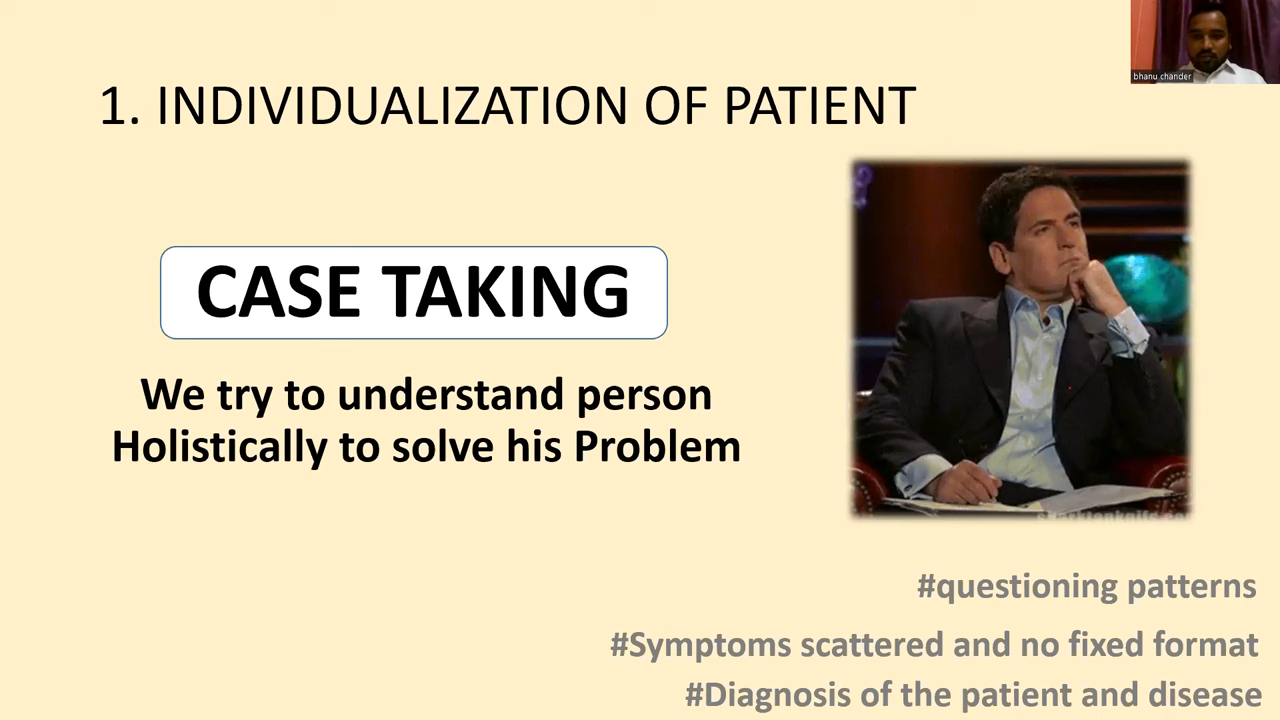 bhanu chander
1. INDIVIDUALIZATION OF PATIENT
CASE TAKING
We try to understand person
Holistically to solve his Problem
#questioning patterns
#Symptoms scattered and no fixed format
#Diagnosis of the patient and disease